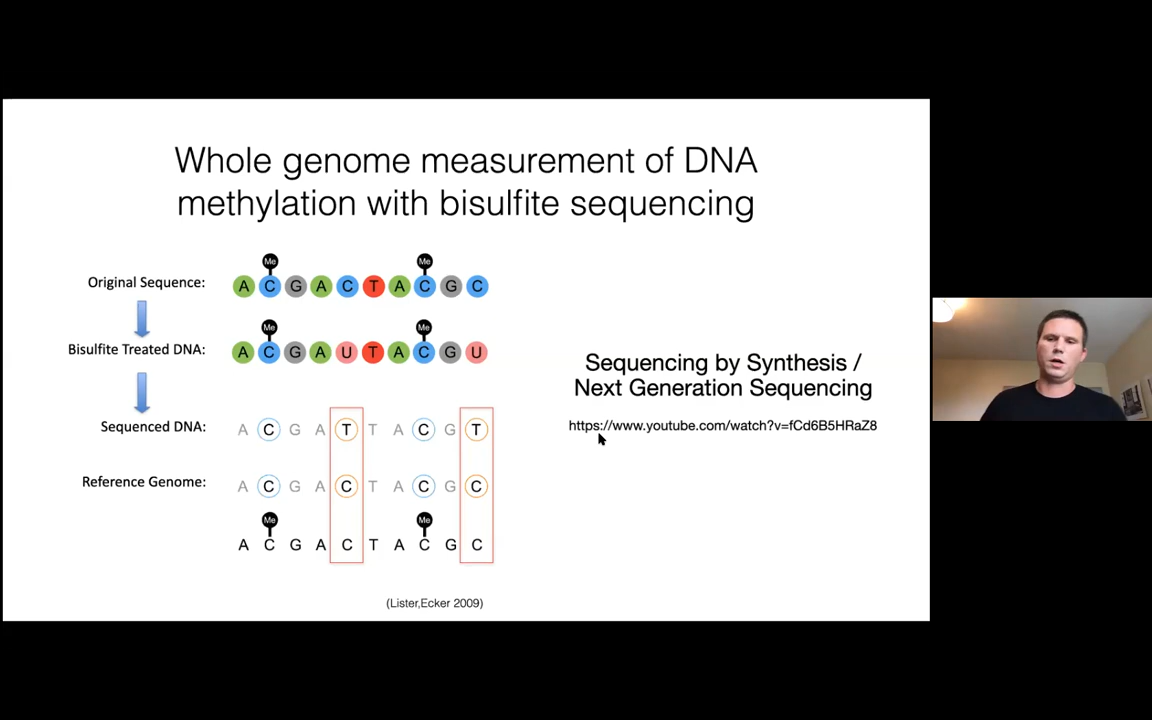 Whole genome measurement of DNA
methylation with bisulfite sequencing
Me Me
Original Sequence: A C G A C T A C G C
Me Me
Bisulfite Treated DNA: A C G A U T A C G U
Sequenced DNA: A C G A T T A C G T
Reference Genome: A C G A C T A C G C
Me Me
A C G A C T A C G C
(Lister,Ecker 2009)
Sequencing by Synthesis /
Next Generation Sequencing
https://www.youtube.com/watch?v=fCd6B5HRaZ8